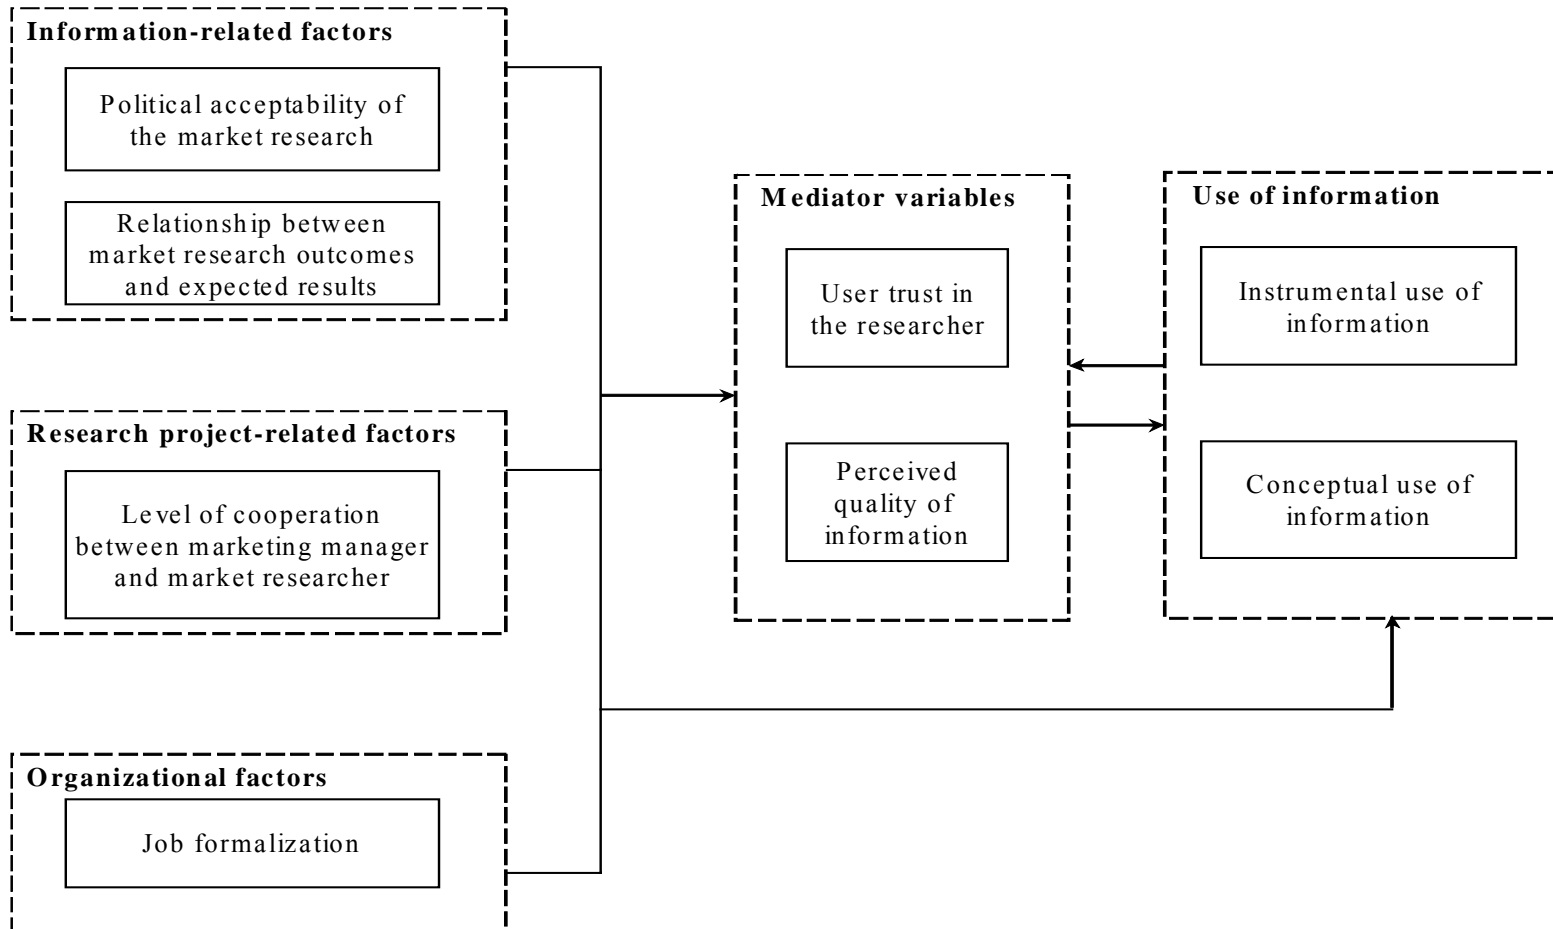 Information-related factors
Political acceptability of
the market research
Relationship between
market research outcomes
and expected results
Research project-related factors
Level of cooperation
between marketing manager
and market researcher
Organizational factors
Job formalization
Mediator variables
User trust in
the researcher
Perceived
quality of
information
Use of information
Instrumental use of
information
Conceptual use of
information